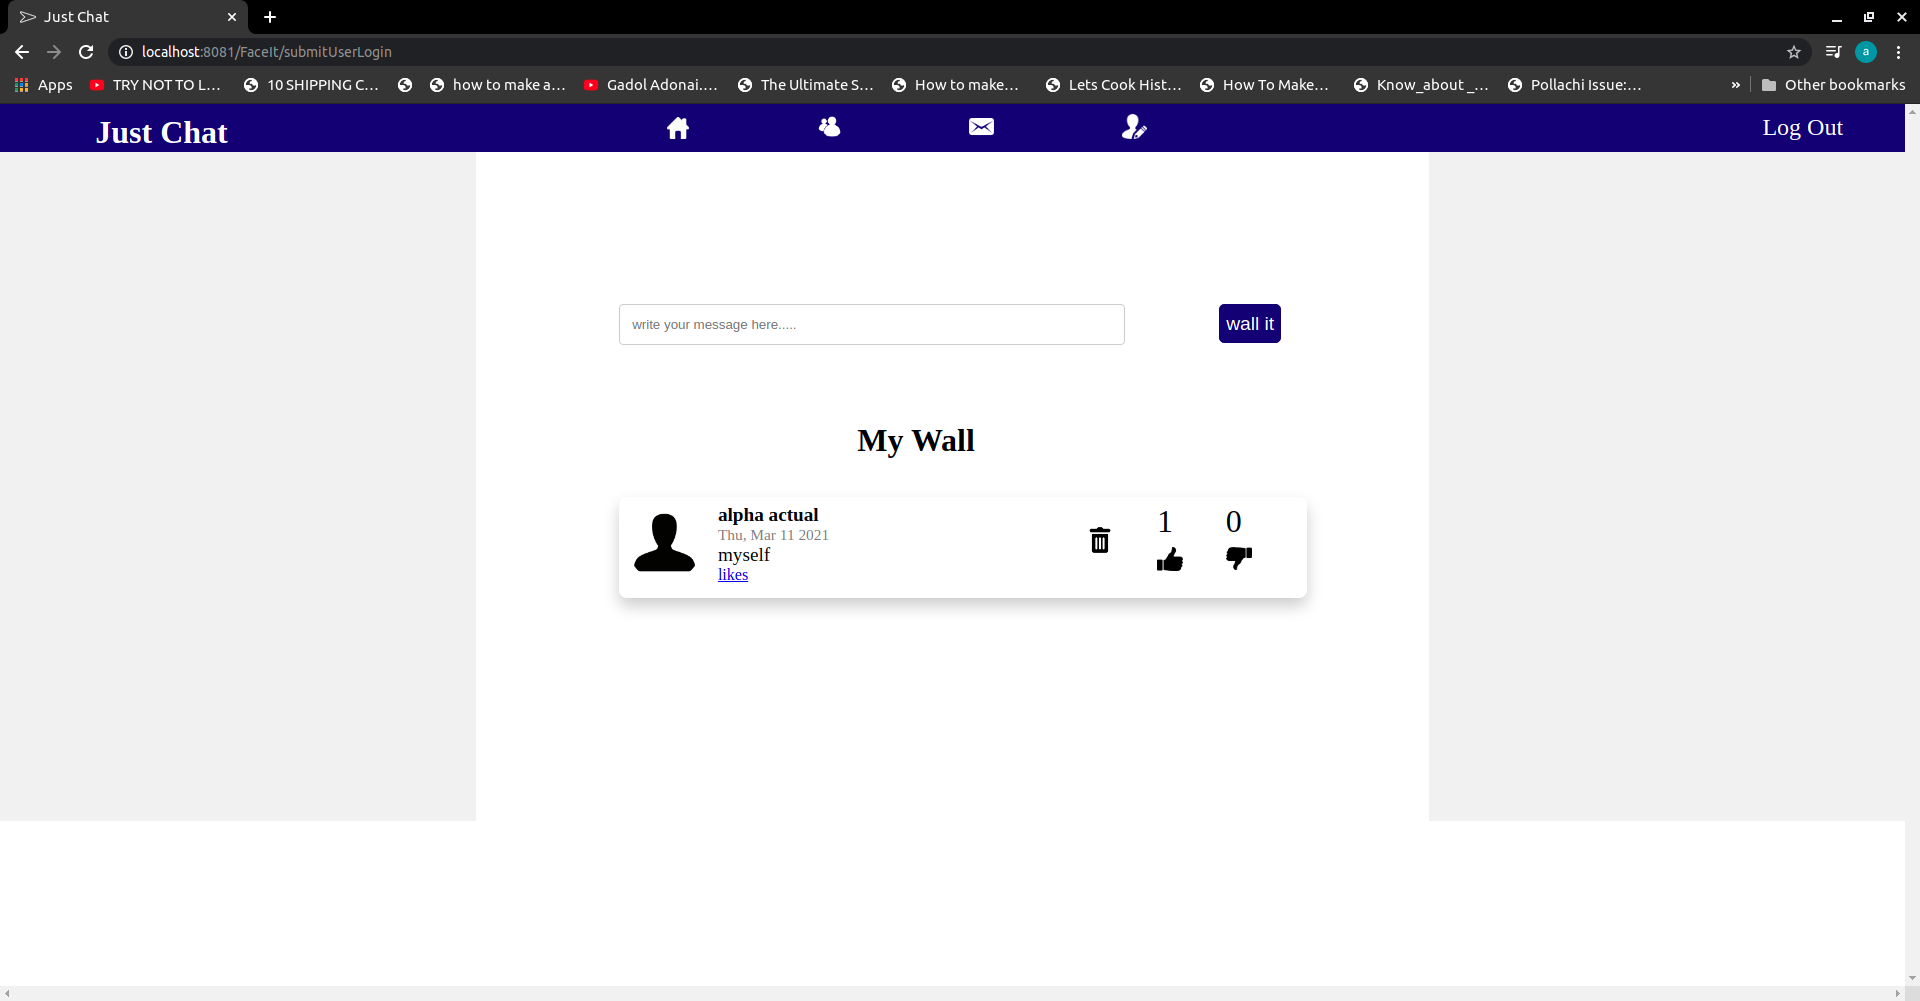 Just Chat
localhost:8081/FaceIt/submitUserLogin
Apps
TRY NOT TO L...
10 SHIPPING C...
how to make a...
Gadol Adonai....
The Ultimate S...
How to make...
Lets Cook Hist...
How To Make...
Know_about _...
Pollachi Issue:...
»
Other bookmarks
a
Just Chat
Log Out
write your message here.....
wall it
My Wall
alpha actual
Thu, Mar 11 2021
myself
likes
1
0